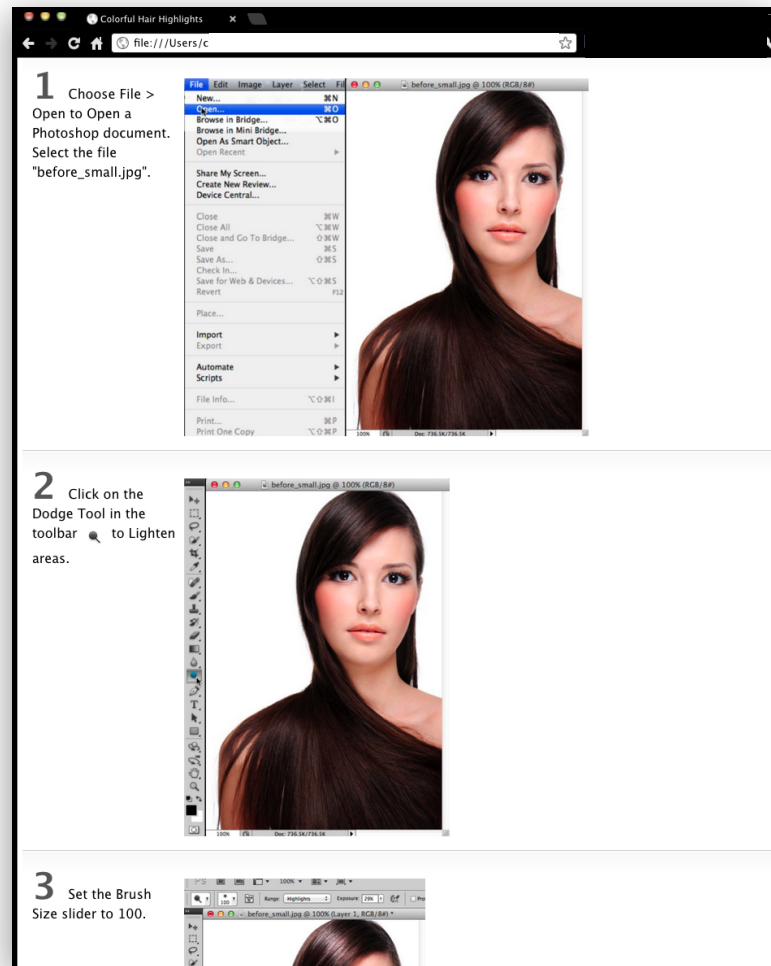 Colorful Hair Highlights
file:///Users/c
1 Choose File >
Open to Open a
Photoshop document.
Select the file
"before_small.jpg".
File Edit Image Layer Select Fil
New... ⌘N
Open... ⌘O
Browse in Bridge... ⌥⌘O
Browse in Mini Bridge...
Open As Smart Object...
Open Recent
Share My Screen...
Create New Review...
Device Central...
Close ⌘W
Close All ⌥⌘W
Close and Go To Bridge... ⇧⌘W
Save ⌘S
Save As... ⇧⌘S
Check In...
Save for Web & Devices... ⌥⇧⌘S
Revert F12
Place...
Import
Export
Automate
Scripts
File Info... ⌥⇧⌘I
Print... ⌘P
Print One Copy ⌥⇧⌘P
before_small.jpg @ 100% (RGB/8#)
100% Doc: 736.5K/736.5K
2 Click on the
Dodge Tool in the
toolbar to Lighten
areas.
before_small.jpg @ 100% (RGB/8#)
100% Doc: 736.5K/736.5K
3 Set the Brush
Size slider to 100.
PS 100%
100 Range: Highlights Exposure: 29%
before_small.jpg @ 100% (Layer 1, RGB/8#) *